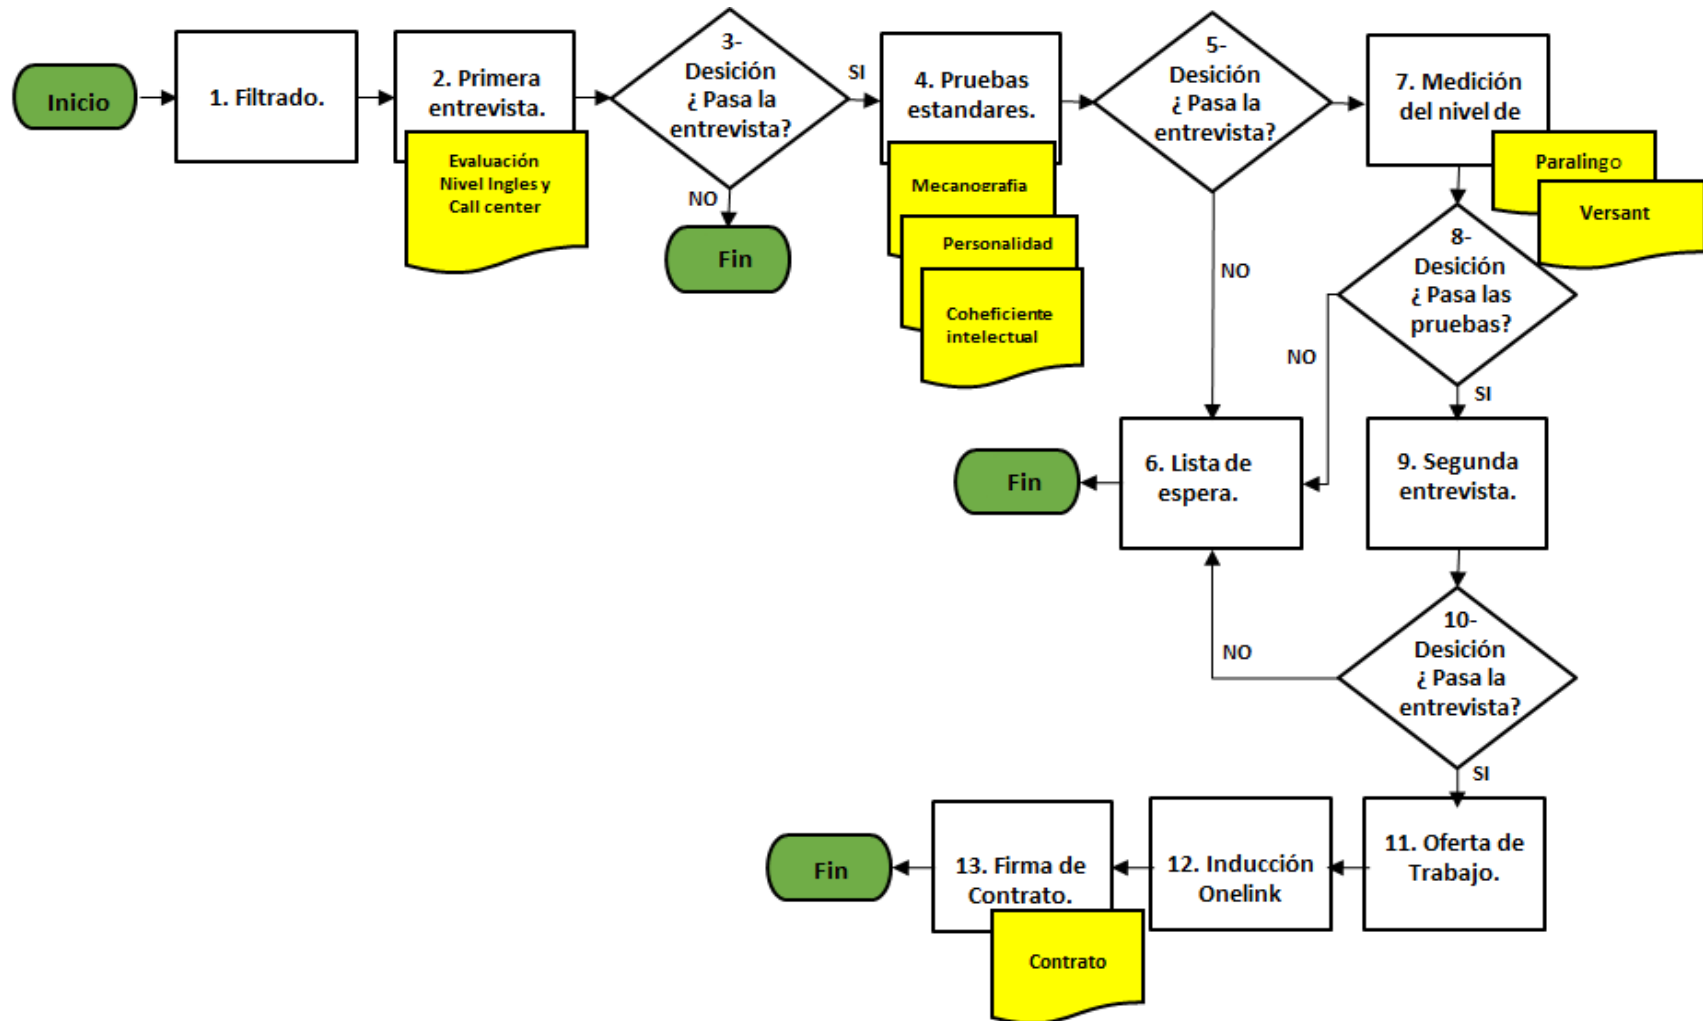 Inicio
1. Filtrado.
2. Primera
entrevista.
Evaluación
Nivel Ingles y
Call center
3-
Desición
¿ Pasa la
entrevista?
SI
NO
Fin
4. Pruebas
estandares.
Mecanografia
Personalidad
Coheficiente
intelectual
5-
Desición
¿ Pasa la
entrevista?
NO
7. Medición
del nivel de
Paralingo
Versant
8-
Desición
¿ Pasa las
pruebas?
NO
SI
6. Lista de
espera.
Fin
9. Segunda
entrevista.
10-
Desición
¿ Pasa la
entrevista?
NO
SI
11. Oferta de
Trabajo.
12. Inducción
Onelink
13. Firma de
Contrato.
Contrato
Fin